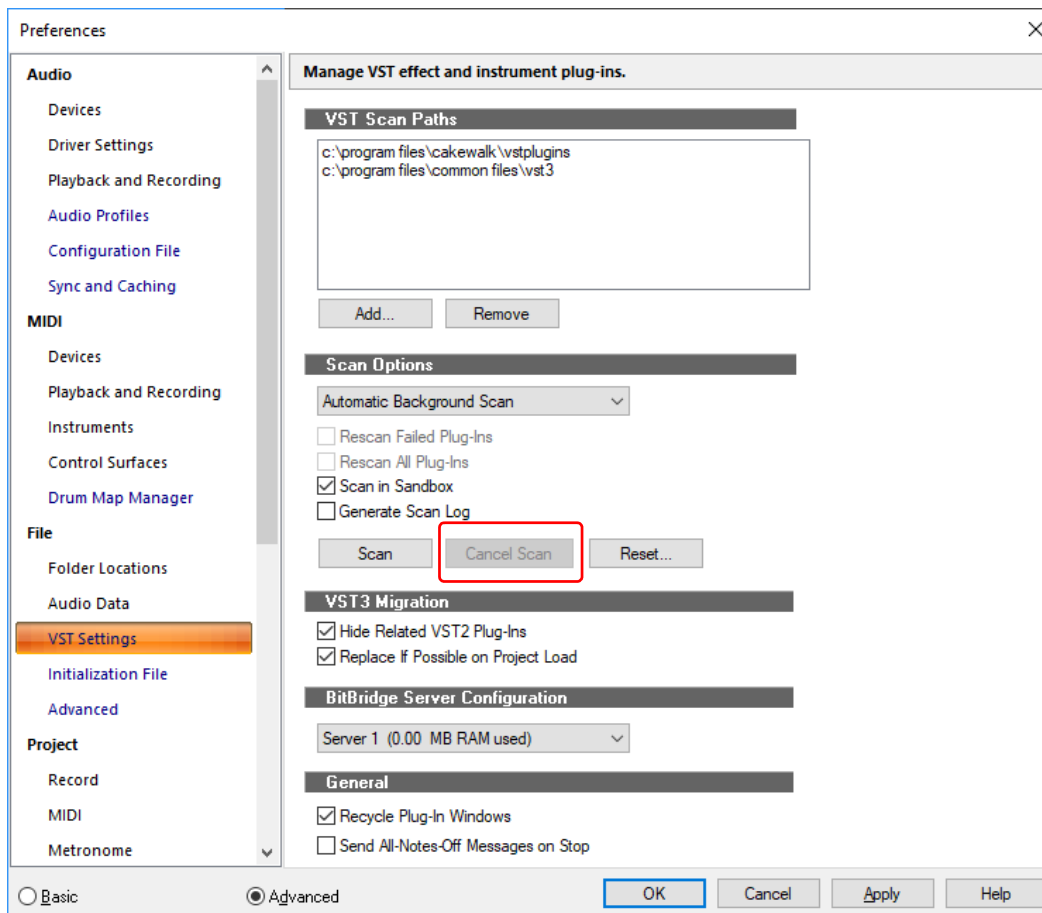 Preferences
Audio
Devices
Driver Settings
Playback and Recording
Audio Profiles
Configuration File
Sync and Caching
MIDI
Devices
Playback and Recording
Instruments
Control Surfaces
Drum Map Manager
File
Folder Locations
Audio Data
VST Settings
Initialization File
Advanced
Project
Record
MIDI
Metronome
Manage VST effect and instrument plug-ins.
VST Scan Paths
c:\program files\cakewalk\vstplugins
c:\program files\common files\vst3
Add... Remove
Scan Options
Automatic Background Scan
Rescan Failed Plug-Ins
Rescan All Plug-Ins
Scan in Sandbox
Generate Scan Log
Scan Cancel Scan Reset...
VST3 Migration
Hide Related VST2 Plug-Ins
Replace If Possible on Project Load
BitBridge Server Configuration
Server 1 (0.00 MB RAM used)
General
Recycle Plug-In Windows
Send All-Notes-Off Messages on Stop
Basic Advanced OK Cancel Apply Help